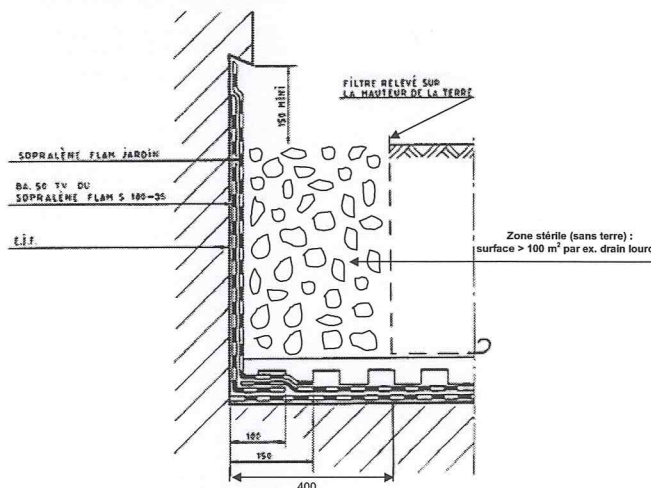 FILTRE RELEVÉ SUR
LA HAUTEUR DE LA TERRE
150 MINI
SOPRALÈNE FLAM JARDIN
BA. 50 TV OU
SOPRALÈNE FLAM S 180-35
E.I.F.
Zone stérile (sans terre) :
surface > 100 m² par ex. drain lourd
100
150
400